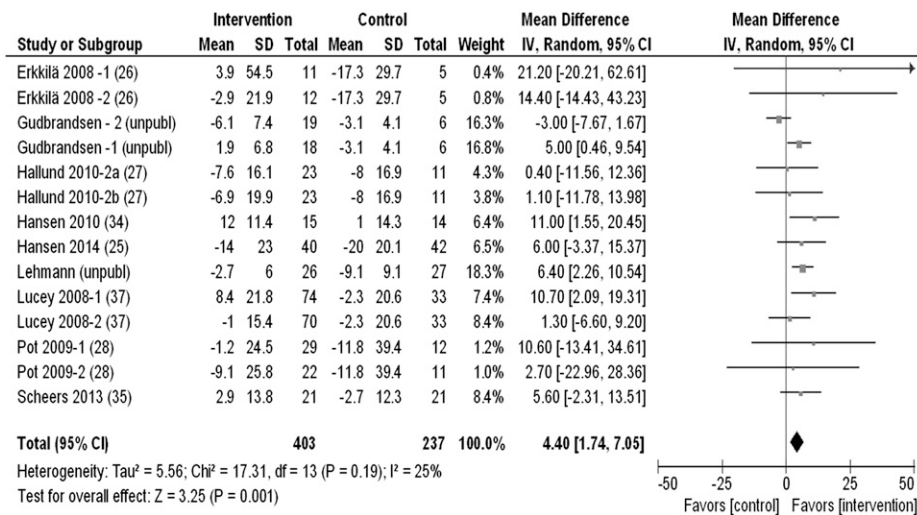 Intervention Control Mean Difference Mean Difference
Study or Subgroup Mean SD Total Mean SD Total Weight IV, Random, 95% CI IV, Random, 95% CI
Erkkilä 2008 -1 (26) 3.9 54.5 11 -17.3 29.7 5 0.4% 21.20 [-20.21, 62.61]
Erkkilä 2008 -2 (26) -2.9 21.9 12 -17.3 29.7 5 0.8% 14.40 [-14.43, 43.23]
Gudbrandsen - 2 (unpubl) -6.1 7.4 19 -3.1 4.1 6 16.3% -3.00 [-7.67, 1.67]
Gudbrandsen -1 (unpubl) 1.9 6.8 18 -3.1 4.1 6 16.8% 5.00 [0.46, 9.54]
Hallund 2010-2a (27) -7.6 16.1 23 -8 16.9 11 4.3% 0.40 [-11.56, 12.36]
Hallund 2010-2b (27) -6.9 19.9 23 -8 16.9 11 3.8% 1.10 [-11.78, 13.98]
Hansen 2010 (34) 12 11.4 15 1 14.3 14 6.4% 11.00 [1.55, 20.45]
Hansen 2014 (25) -14 23 40 -20 20.1 42 6.5% 6.00 [-3.37, 15.37]
Lehmann (unpubl) -2.7 6 26 -9.1 9.1 27 18.3% 6.40 [2.26, 10.54]
Lucey 2008-1 (37) 8.4 21.8 74 -2.3 20.6 33 7.4% 10.70 [2.09, 19.31]
Lucey 2008-2 (37) -1 15.4 70 -2.3 20.6 33 8.4% 1.30 [-6.60, 9.20]
Pot 2009-1 (28) -1.2 24.5 29 -11.8 39.4 12 1.2% 10.60 [-13.41, 34.61]
Pot 2009-2 (28) -9.1 25.8 22 -11.8 39.4 11 1.0% 2.70 [-22.96, 28.36]
Scheers 2013 (35) 2.9 13.8 21 -2.7 12.3 21 8.4% 5.60 [-2.31, 13.51]
Total (95% CI) 403 237 100.0% 4.40 [1.74, 7.05]
Heterogeneity: Tau² = 5.56; Chi² = 17.31, df = 13 (P = 0.19); I² = 25%
Test for overall effect: Z = 3.25 (P = 0.001)
-50 -25 0 25 50
Favors [control] Favors [intervention]